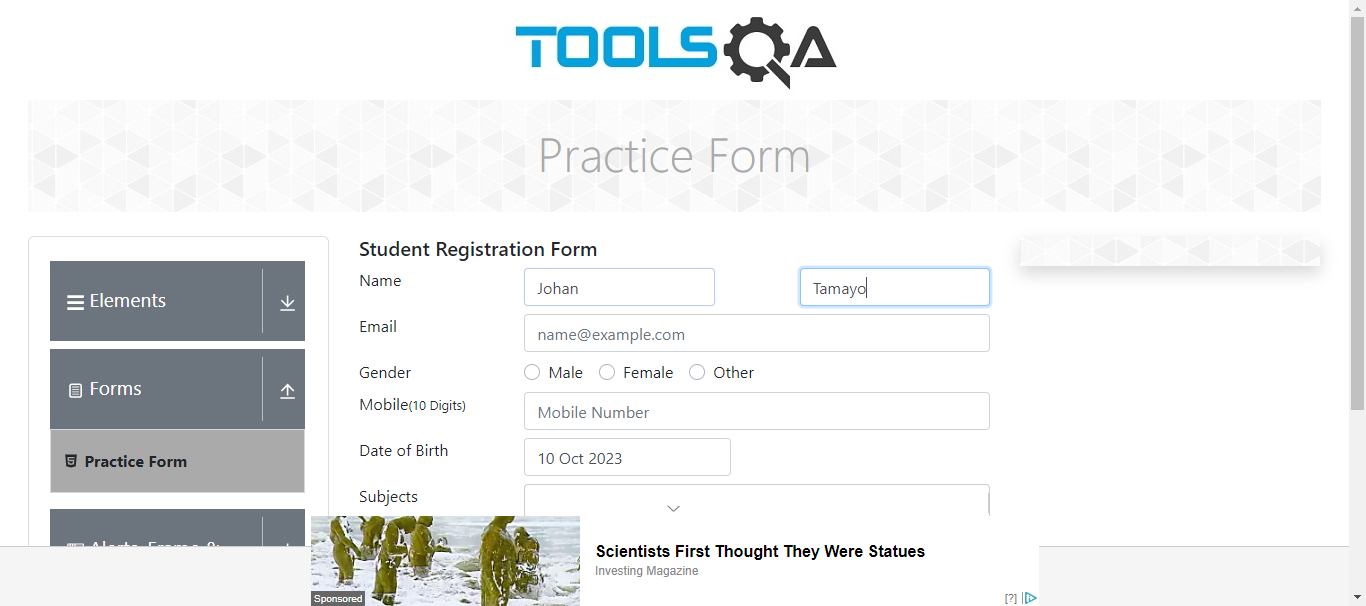 TOOLSQA
Practice Form
Elements
Forms
Practice Form
Student Registration Form
Name
Johan
Tamayo
Email
name@example.com
Gender
Male
Female
Other
Mobile(10 Digits)
Mobile Number
Date of Birth
10 Oct 2023
Subjects
Scientists First Thought They Were Statues
Investing Magazine
Sponsored
[?]